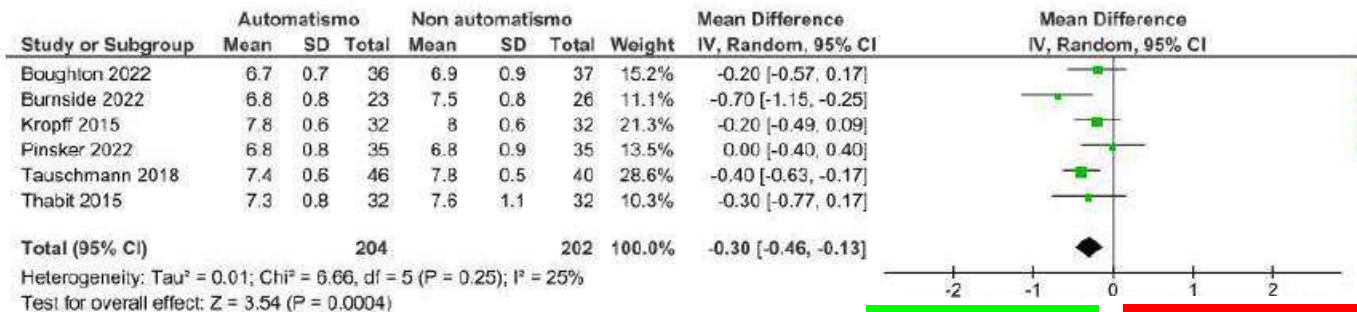 Automatismo Non automatismo Mean Difference Mean Difference
Study or Subgroup Mean SD Total Mean SD Total Weight IV, Random, 95% CI IV, Random, 95% CI
Boughton 2022 6.7 0.7 36 6.9 0.9 37 15.2% -0.20 [-0.57, 0.17]
Burnside 2022 6.8 0.8 23 7.5 0.8 26 11.1% -0.70 [-1.15, -0.25]
Kropff 2015 7.8 0.6 32 8 0.6 32 21.3% -0.20 [-0.49, 0.09]
Pinsker 2022 6.8 0.8 35 6.8 0.9 35 13.5% 0.00 [-0.40, 0.40]
Tauschmann 2018 7.4 0.6 46 7.8 0.5 40 28.6% -0.40 [-0.63, -0.17]
Thabit 2015 7.3 0.8 32 7.6 1.1 32 10.3% -0.30 [-0.77, 0.17]
Total (95% CI) 204 202 100.0% -0.30 [-0.46, -0.13]
Heterogeneity: Tau² = 0.01; Chi² = 6.66, df = 5 (P = 0.25); I² = 25%
Test for overall effect: Z = 3.54 (P = 0.0004)
-2 -1 0 1 2